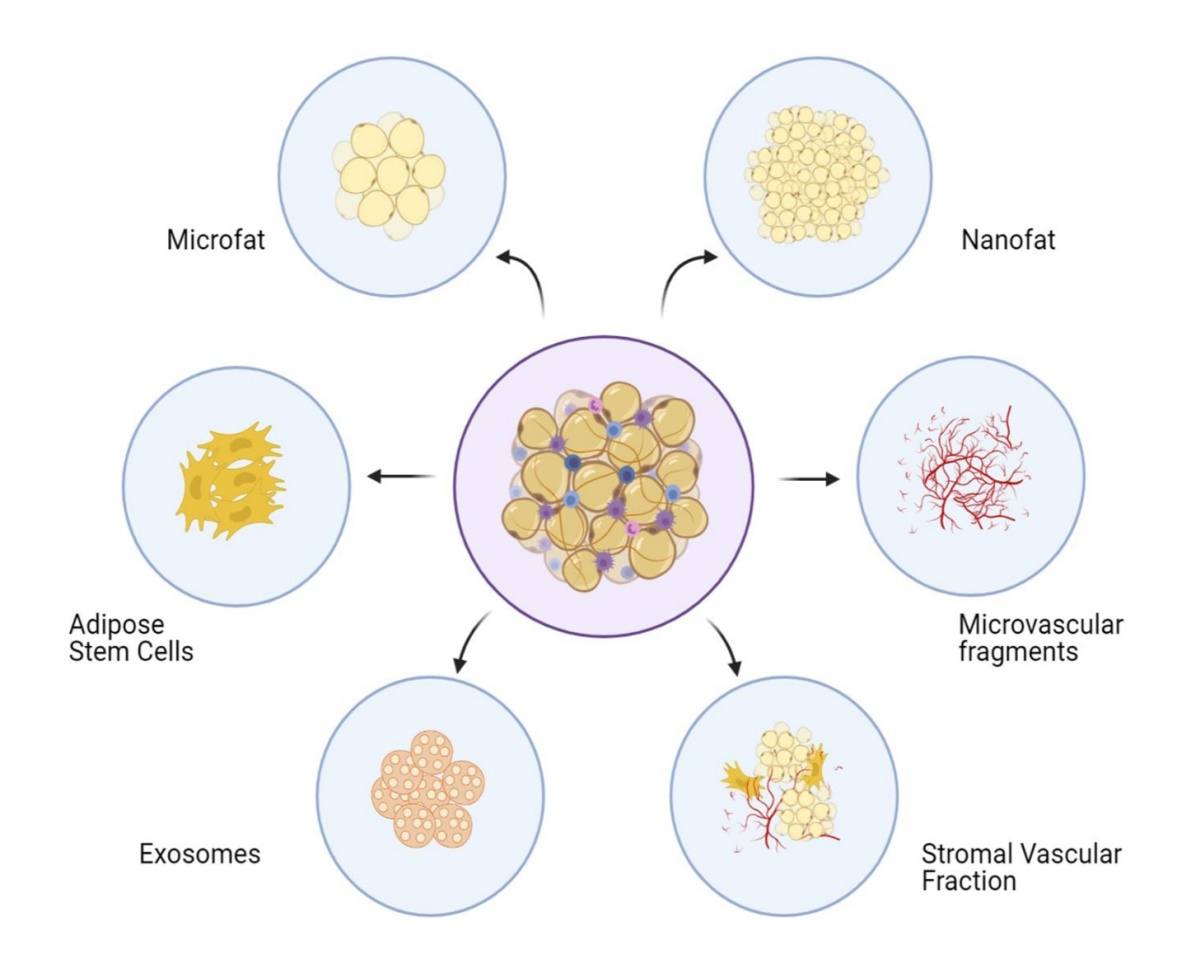 Microfat
Nanofat
Adipose
Stem Cells
Microvascular
fragments
Exosomes
Stromal Vascular
Fraction